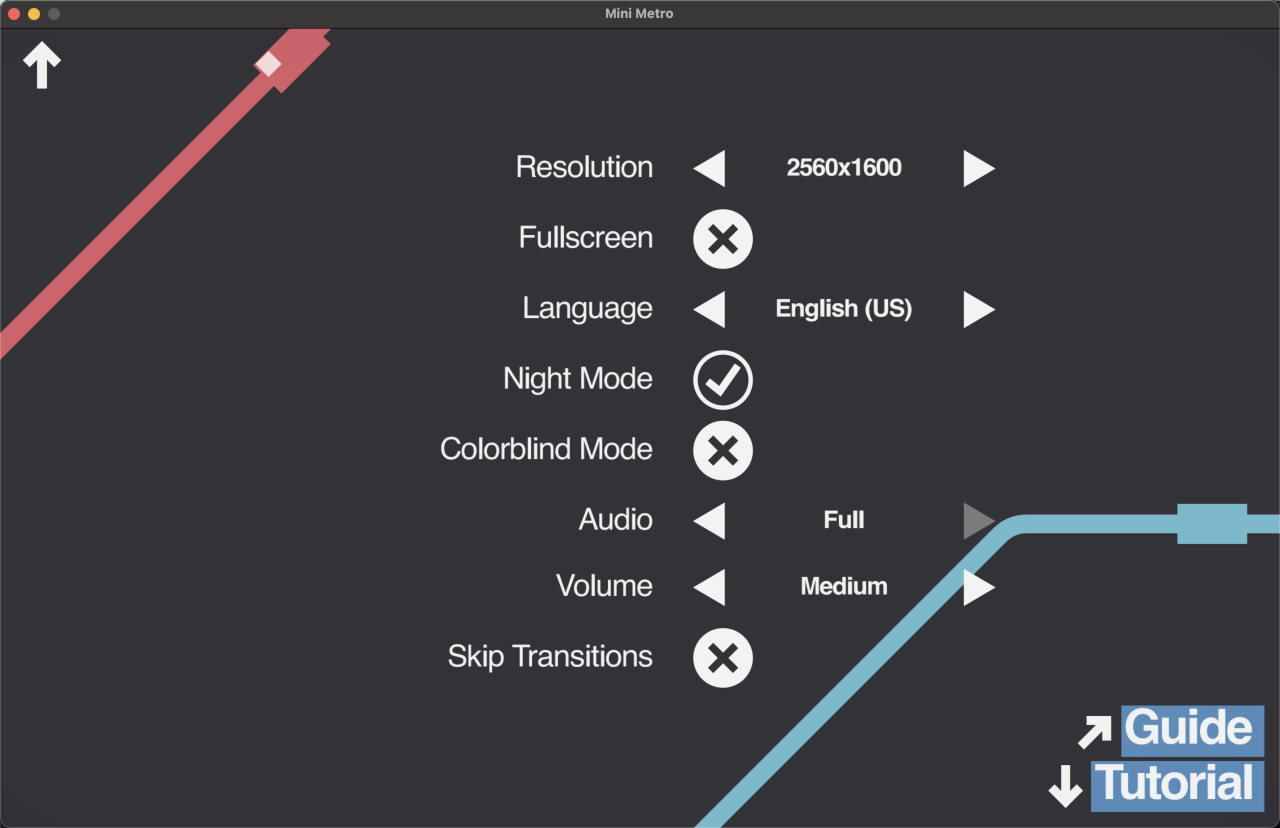 Mini Metro
Resolution 2560x1600
Fullscreen
Language English (US)
Night Mode
Colorblind Mode
Audio Full
Volume Medium
Skip Transitions
Guide
Tutorial